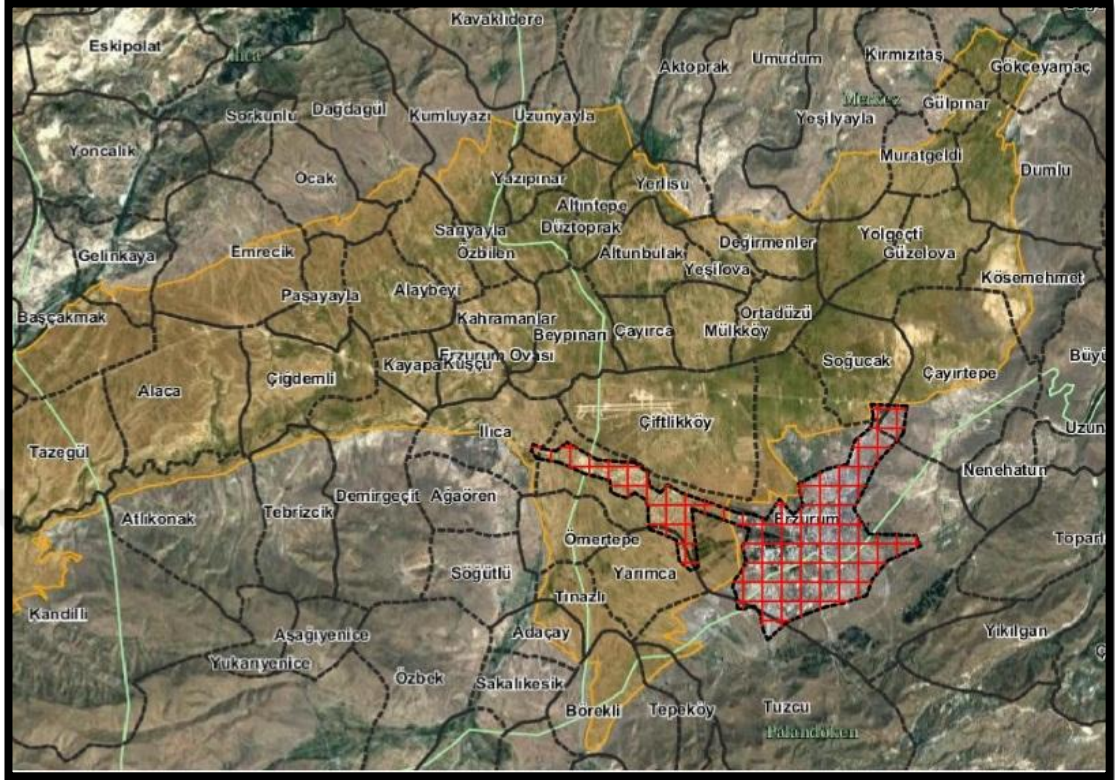 Kavaklıdere
Eskipolat
Ilıca
Aktoprak
Umudum
Kırmızıtaş
Gökçeyamaç
Merkez
Gülpınar
Sorkunlu
Dagdagül
Kumluyazı
Uzunyayla
Yeşilyayla
Yoncalık
Muratgeldi
Dumlu
Ocak
Yazıpınar
Yerlisu
Altıntepe
Sarıyayla
Düztoprak
Yolgeçti
Gelinkaya
Emrecik
Özbilen
Altunbulak
Değirmenler
Güzelova
Yeşilova
Kösemehmet
Paşayayla
Alaybeyi
Başçakmak
Kahramanlar
Ortadüzü
Beypınarı
Çayırca
Mülkköy
Erzurum Ovası
Kayapa
Kuşçu
Soğucak
Büyü
Çiğdemli
Çayırtepe
Alaca
Çiftlikköy
Ilıca
Uzun
Tazegül
Nenehatun
Demirgeçit
Ağaören
Atlıkonak
Tebrizcik
Erzurum
Ömertepe
Toparl
Söğütlü
Yarımca
Tınazlı
Kandilli
Aşağıyenice
Adaçay
Yıkılgan
Yukarıyenice
Özbek
Sakalıkesik
Börekli
Tepeköy
Tuzcu
Palandöken